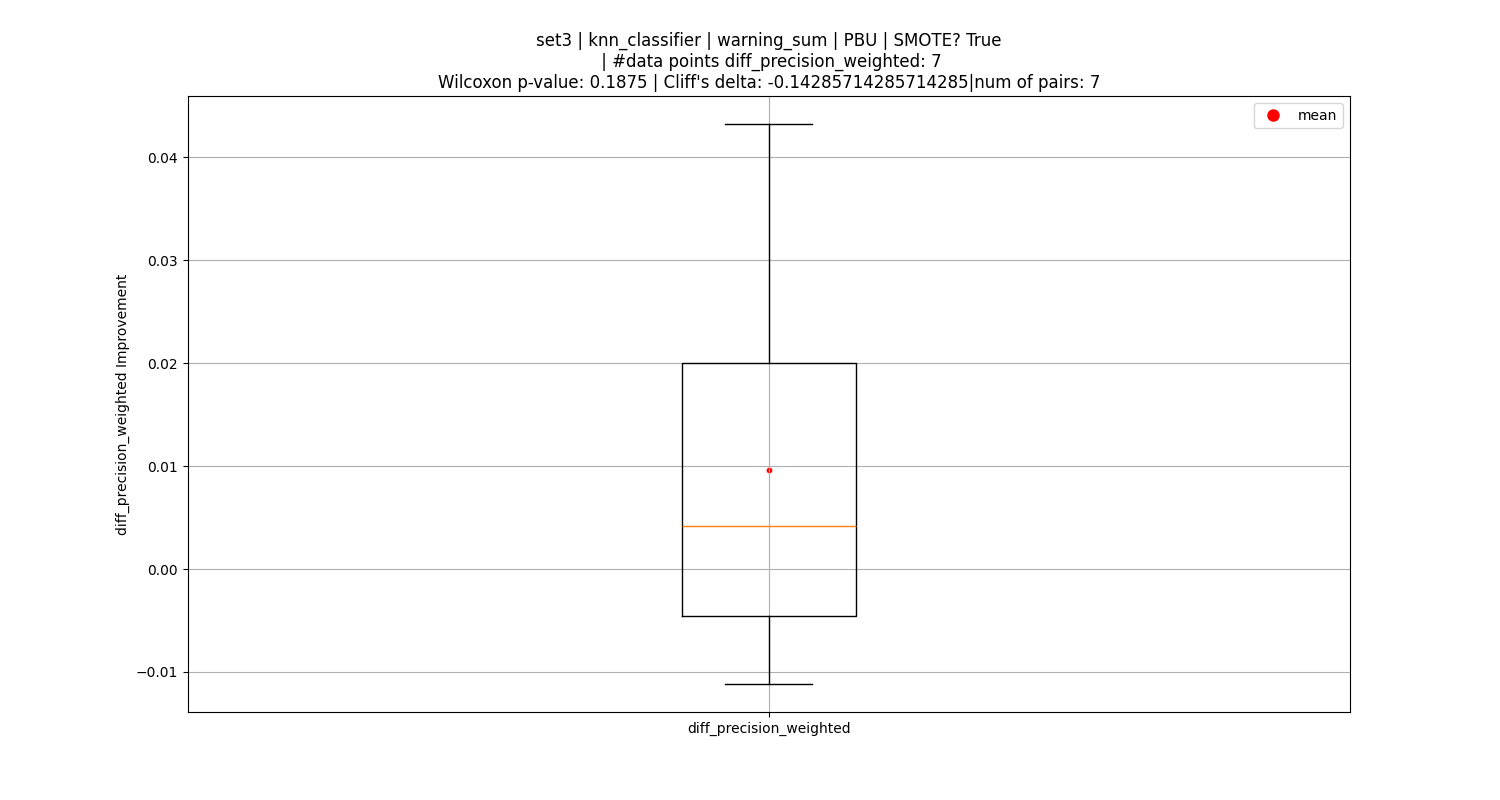 set3 | knn_classifier | warning_sum | PBU | SMOTE? True
| #data points diff_precision_weighted: 7
Wilcoxon p-value: 0.1875 | Cliff's delta: -0.14285714285714285|num of pairs: 7
mean
0.04
0.03
0.02
0.01
0.00
−0.01
diff_precision_weighted Improvement
diff_precision_weighted